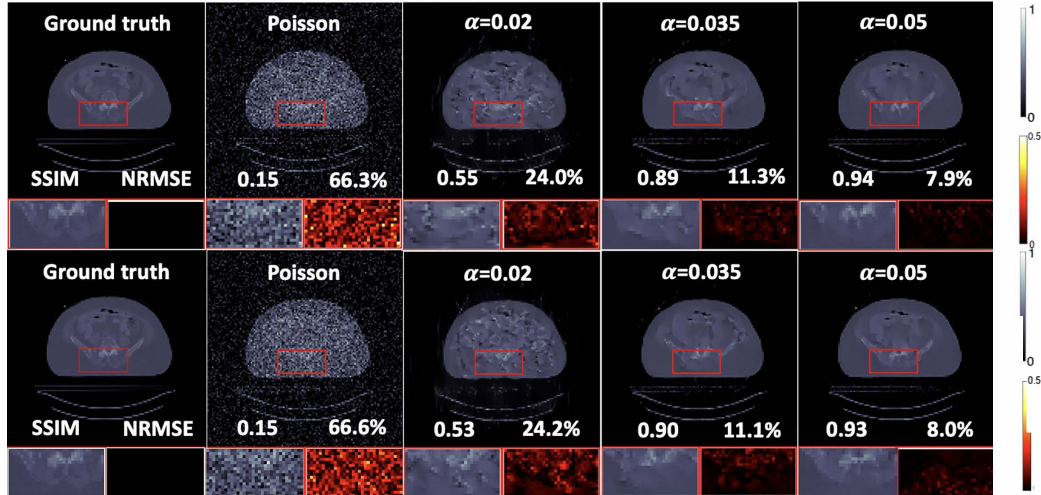 Ground truth Poisson α=0.02 α=0.035 α=0.05
SSIM NRMSE 0.15 66.3% 0.55 24.0% 0.89 11.3% 0.94 7.9%
1
0
0.5
0
Ground truth Poisson α=0.02 α=0.035 α=0.05
SSIM NRMSE 0.15 66.6% 0.53 24.2% 0.90 11.1% 0.93 8.0%
1
0
0.5
0